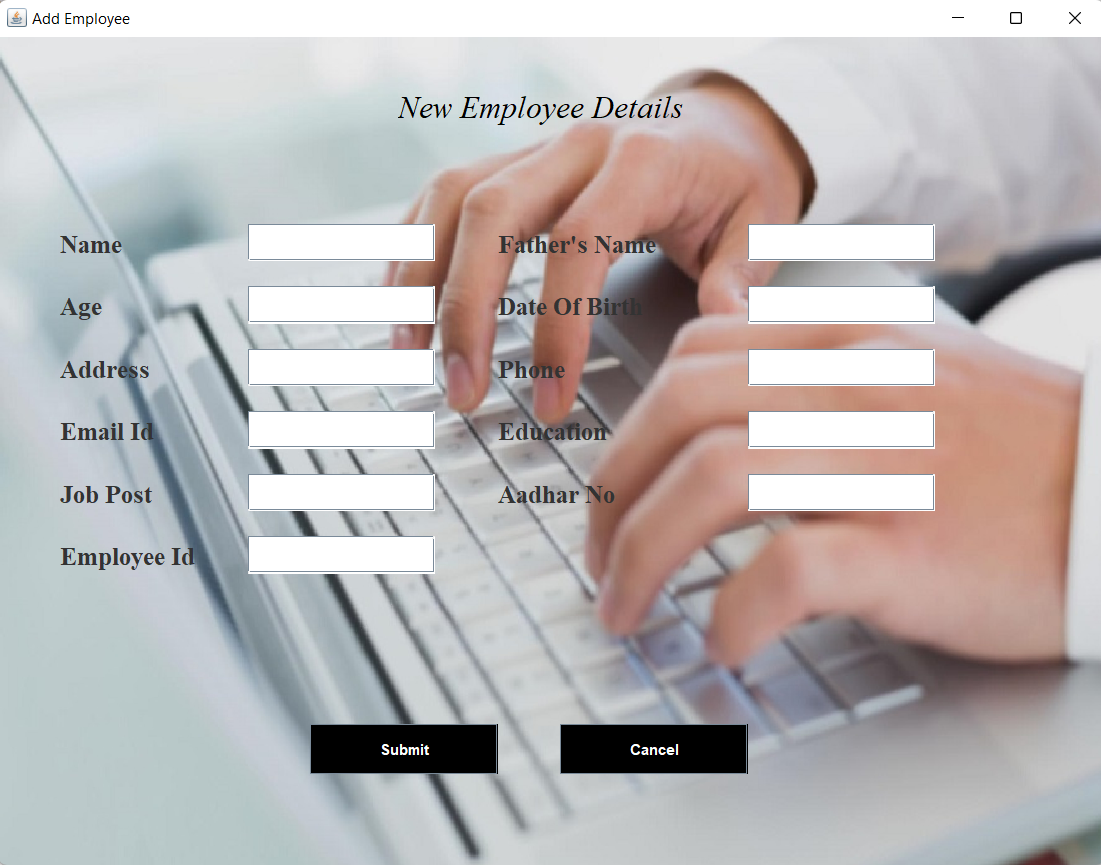 Add Employee
New Employee Details
Name
Father's Name
Age
Date Of Birth
Address
Phone
Email Id
Education
Job Post
Aadhar No
Employee Id
Submit
Cancel